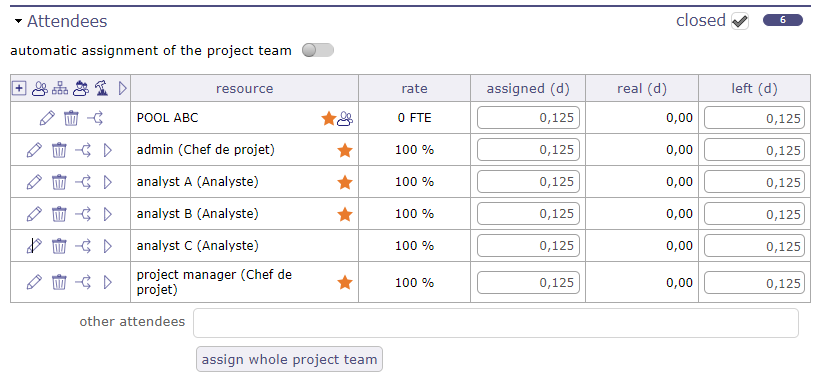 Attendees closed 6
automatic assignment of the project team
resource rate assigned (d) real (d) left (d)
POOL ABC 0 FTE 0,125 0,00 0,125
admin (Chef de projet) 100 % 0,125 0,00 0,125
analyst A (Analyste) 100 % 0,125 0,00 0,125
analyst B (Analyste) 100 % 0,125 0,00 0,125
analyst C (Analyste) 100 % 0,125 0,00 0,125
project manager (Chef de
projet) 100 % 0,125 0,00 0,125
other attendees
assign whole project team